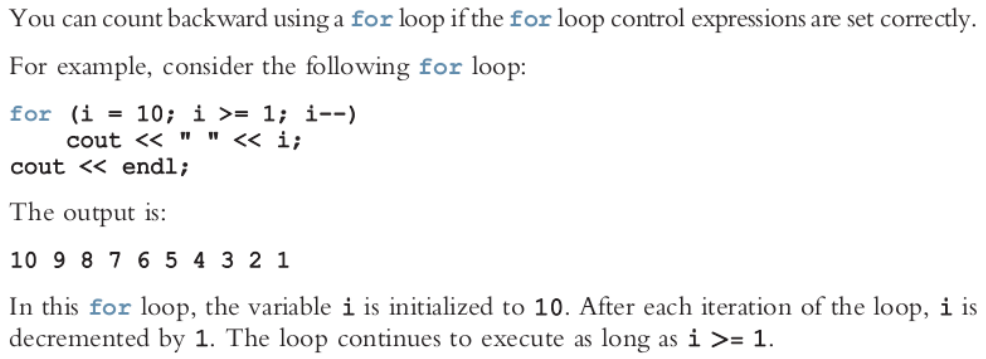 You can count backward using a for loop if the for loop control expressions are set correctly.
For example, consider the following for loop:
for (i = 10; i >= 1; i--)
    cout << " " << i;
cout << endl;
The output is:
10 9 8 7 6 5 4 3 2 1
In this for loop, the variable i is initialized to 10. After each iteration of the loop, i is
decremented by 1. The loop continues to execute as long as i >= 1.